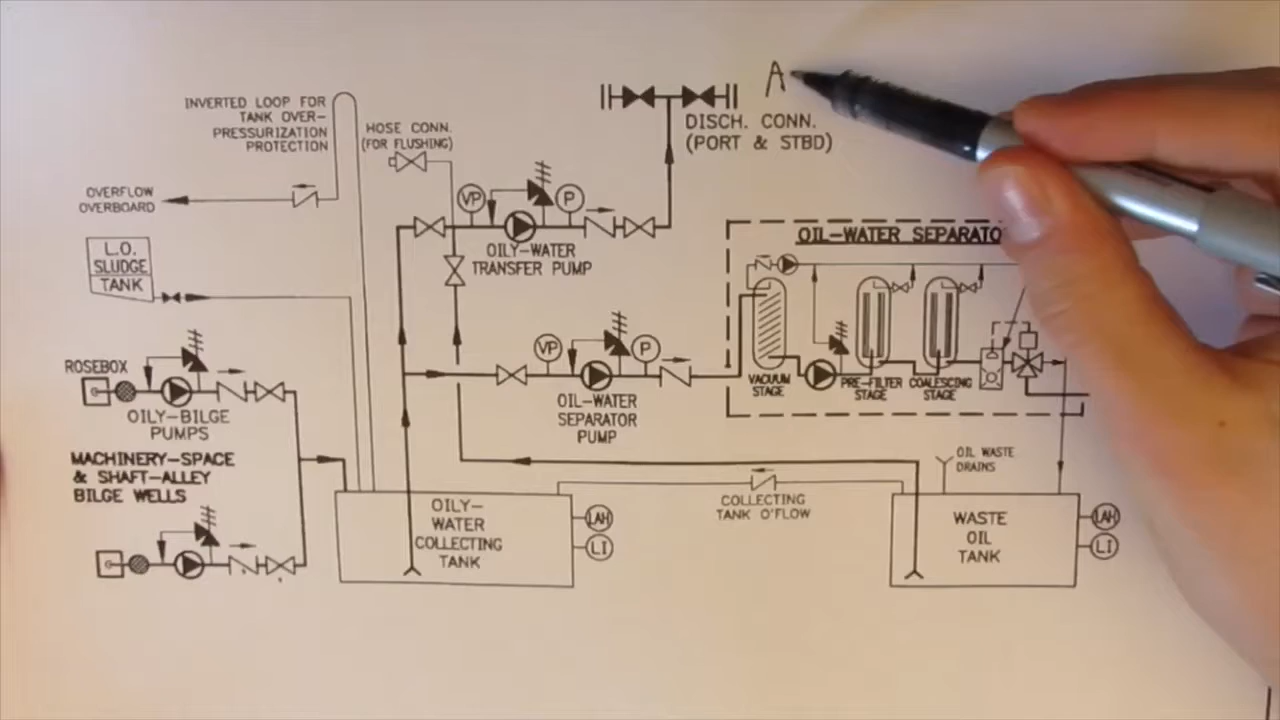 A
INVERTED LOOP FOR
TANK OVER-
PRESSURIZATION
PROTECTION
HOSE CONN.
(FOR FLUSHING)
DISCH. CONN.
(PORT & STBD)
OVERFLOW
OVERBOARD
VP
P
OILY-WATER
TRANSFER PUMP
L.O.
SLUDGE
TANK
OIL-WATER SEPARATO
ROSEBOX
OILY-BILGE
PUMPS
VP
P
OIL-WATER
SEPARATOR
PUMP
VACUUM
STAGE
PRE-FILTER
STAGE
COALESCING
STAGE
MACHINERY-SPACE
& SHAFT-ALLEY
BILGE WELLS
OIL WASTE
DRAINS
COLLECTING
TANK O'FLOW
OILY-
WATER
COLLECTING
TANK
LAH
LI
WASTE
OIL
TANK
LAH
LI